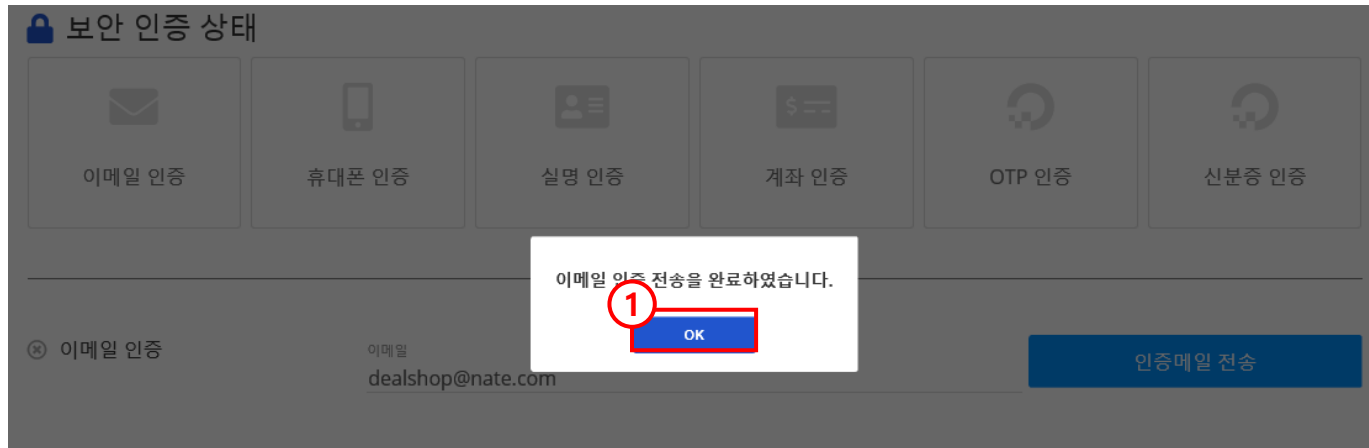 보안 인증 상태
이메일 인증
휴대폰 인증
실명 인증
계좌 인증
OTP 인증
신분증 인증
이메일 인증 전송을 완료하였습니다.
1
OK
이메일 인증
이메일
dealshop@nate.com
인증메일 전송